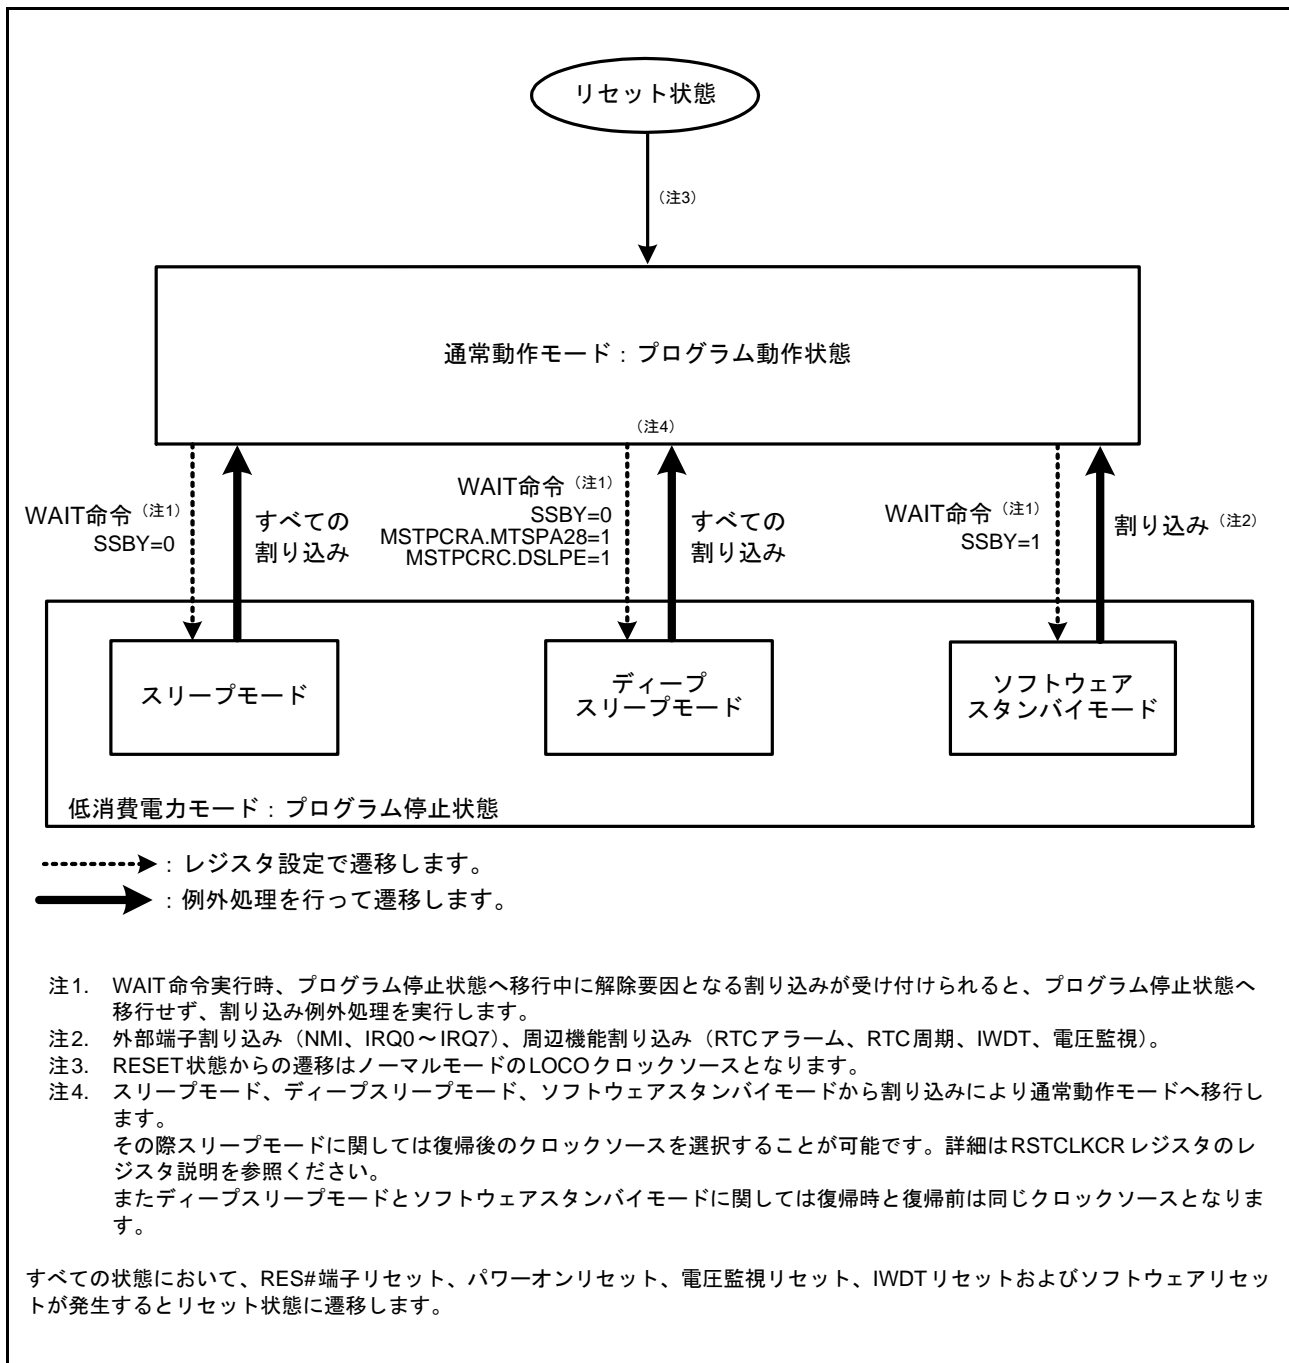 リセット状態
（注3）
通常動作モード：プログラム動作状態
（注4）
WAIT命令（注1）
SSBY=0
すべての
割り込み
WAIT命令（注1）
SSBY=0
MSTPCRA.MTSPA28=1
MSTPCRC.DSLPE=1
すべての
割り込み
WAIT命令（注1）
SSBY=1
割り込み（注2）
スリープモード
ディープ
スリープモード
ソフトウェア
スタンバイモード
低消費電力モード：プログラム停止状態
：レジスタ設定で遷移します。
：例外処理を行って遷移します。
注1. WAIT命令実行時、プログラム停止状態へ移行中に解除要因となる割り込みが受け付けられると、プログラム停止状態へ
移行せず、割り込み例外処理を実行します。
注2. 外部端子割り込み（NMI、IRQ0～IRQ7）、周辺機能割り込み（RTCアラーム、RTC周期、IWDT、電圧監視）。
注3. RESET状態からの遷移はノーマルモードのLOCOクロックソースとなります。
注4. スリープモード、ディープスリープモード、ソフトウェアスタンバイモードから割り込みにより通常動作モードへ移行し
ます。
その際スリープモードに関しては復帰後のクロックソースを選択することが可能です。詳細はRSTCLKCRレジスタのレ
ジスタ説明を参照ください。
またディープスリープモードとソフトウェアスタンバイモードに関しては復帰時と復帰前は同じクロックソースとなりま
す。
すべての状態において、RES#端子リセット、パワーオンリセット、電圧監視リセット、IWDTリセットおよびソフトウェアリセッ
トが発生するとリセット状態に遷移します。